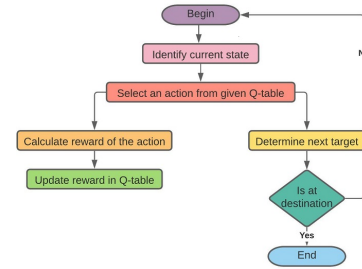 Begin
Identify current state
Select an action from given Q-table
Calculate reward of the action
Determine next target
Update reward in Q-table
Is at
destination
Yes
End